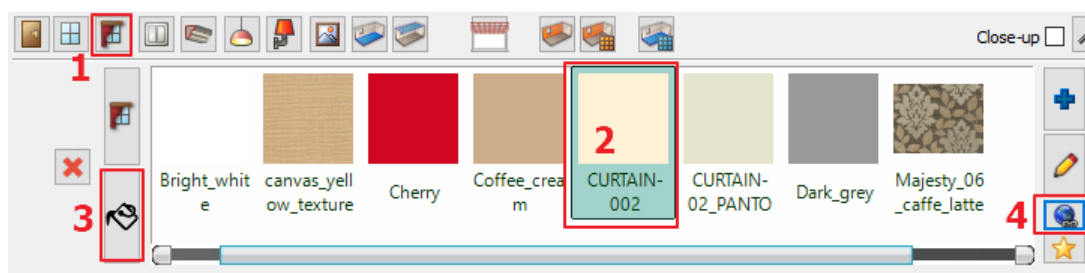 Close-up
1
2
3
4
Bright_whit
e
canvas_yell
ow_texture
Cherry
Coffee_crea
m
CURTAIN-
002
CURTAIN-
02_PANTO
Dark_grey
Majesty_06
_caffe_latte